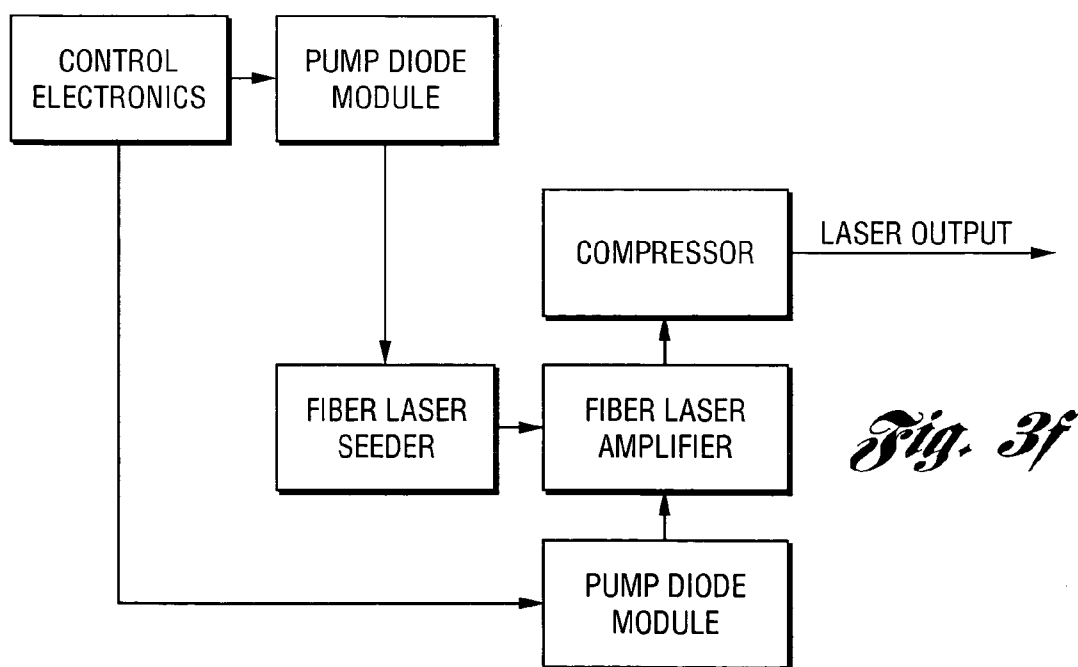 CONTROL
ELECTRONICS
PUMP DIODE
MODULE
COMPRESSOR
LASER OUTPUT
FIBER LASER
SEEDER
FIBER LASER
AMPLIFIER
Fig. 3f
PUMP DIODE
MODULE